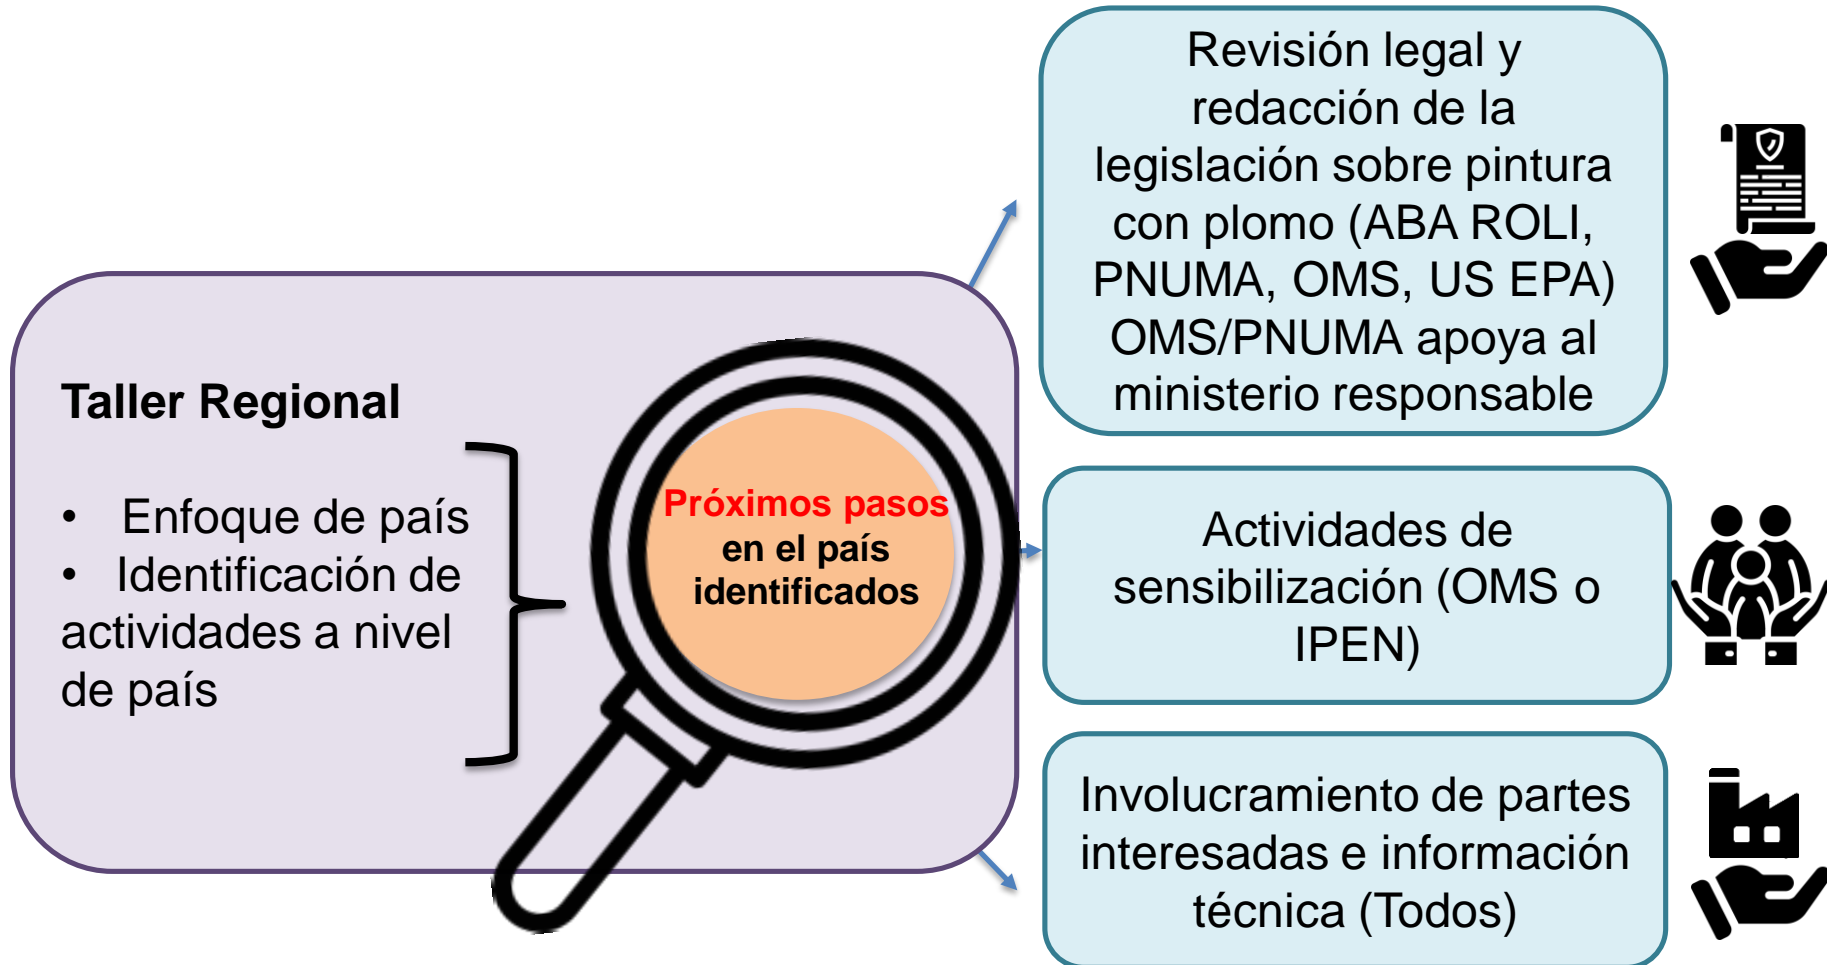 Taller Regional
• Enfoque de país
• Identificación de
actividades a nivel
de país
Próximos pasos
en el país
identificados
Revisión legal y
redacción de la
legislación sobre pintura
con plomo (ABA ROLI,
PNUMA, OMS, US EPA)
OMS/PNUMA apoya al
ministerio responsable
Actividades de
sensibilización (OMS o
IPEN)
Involucramiento de partes
interesadas e información
técnica (Todos)